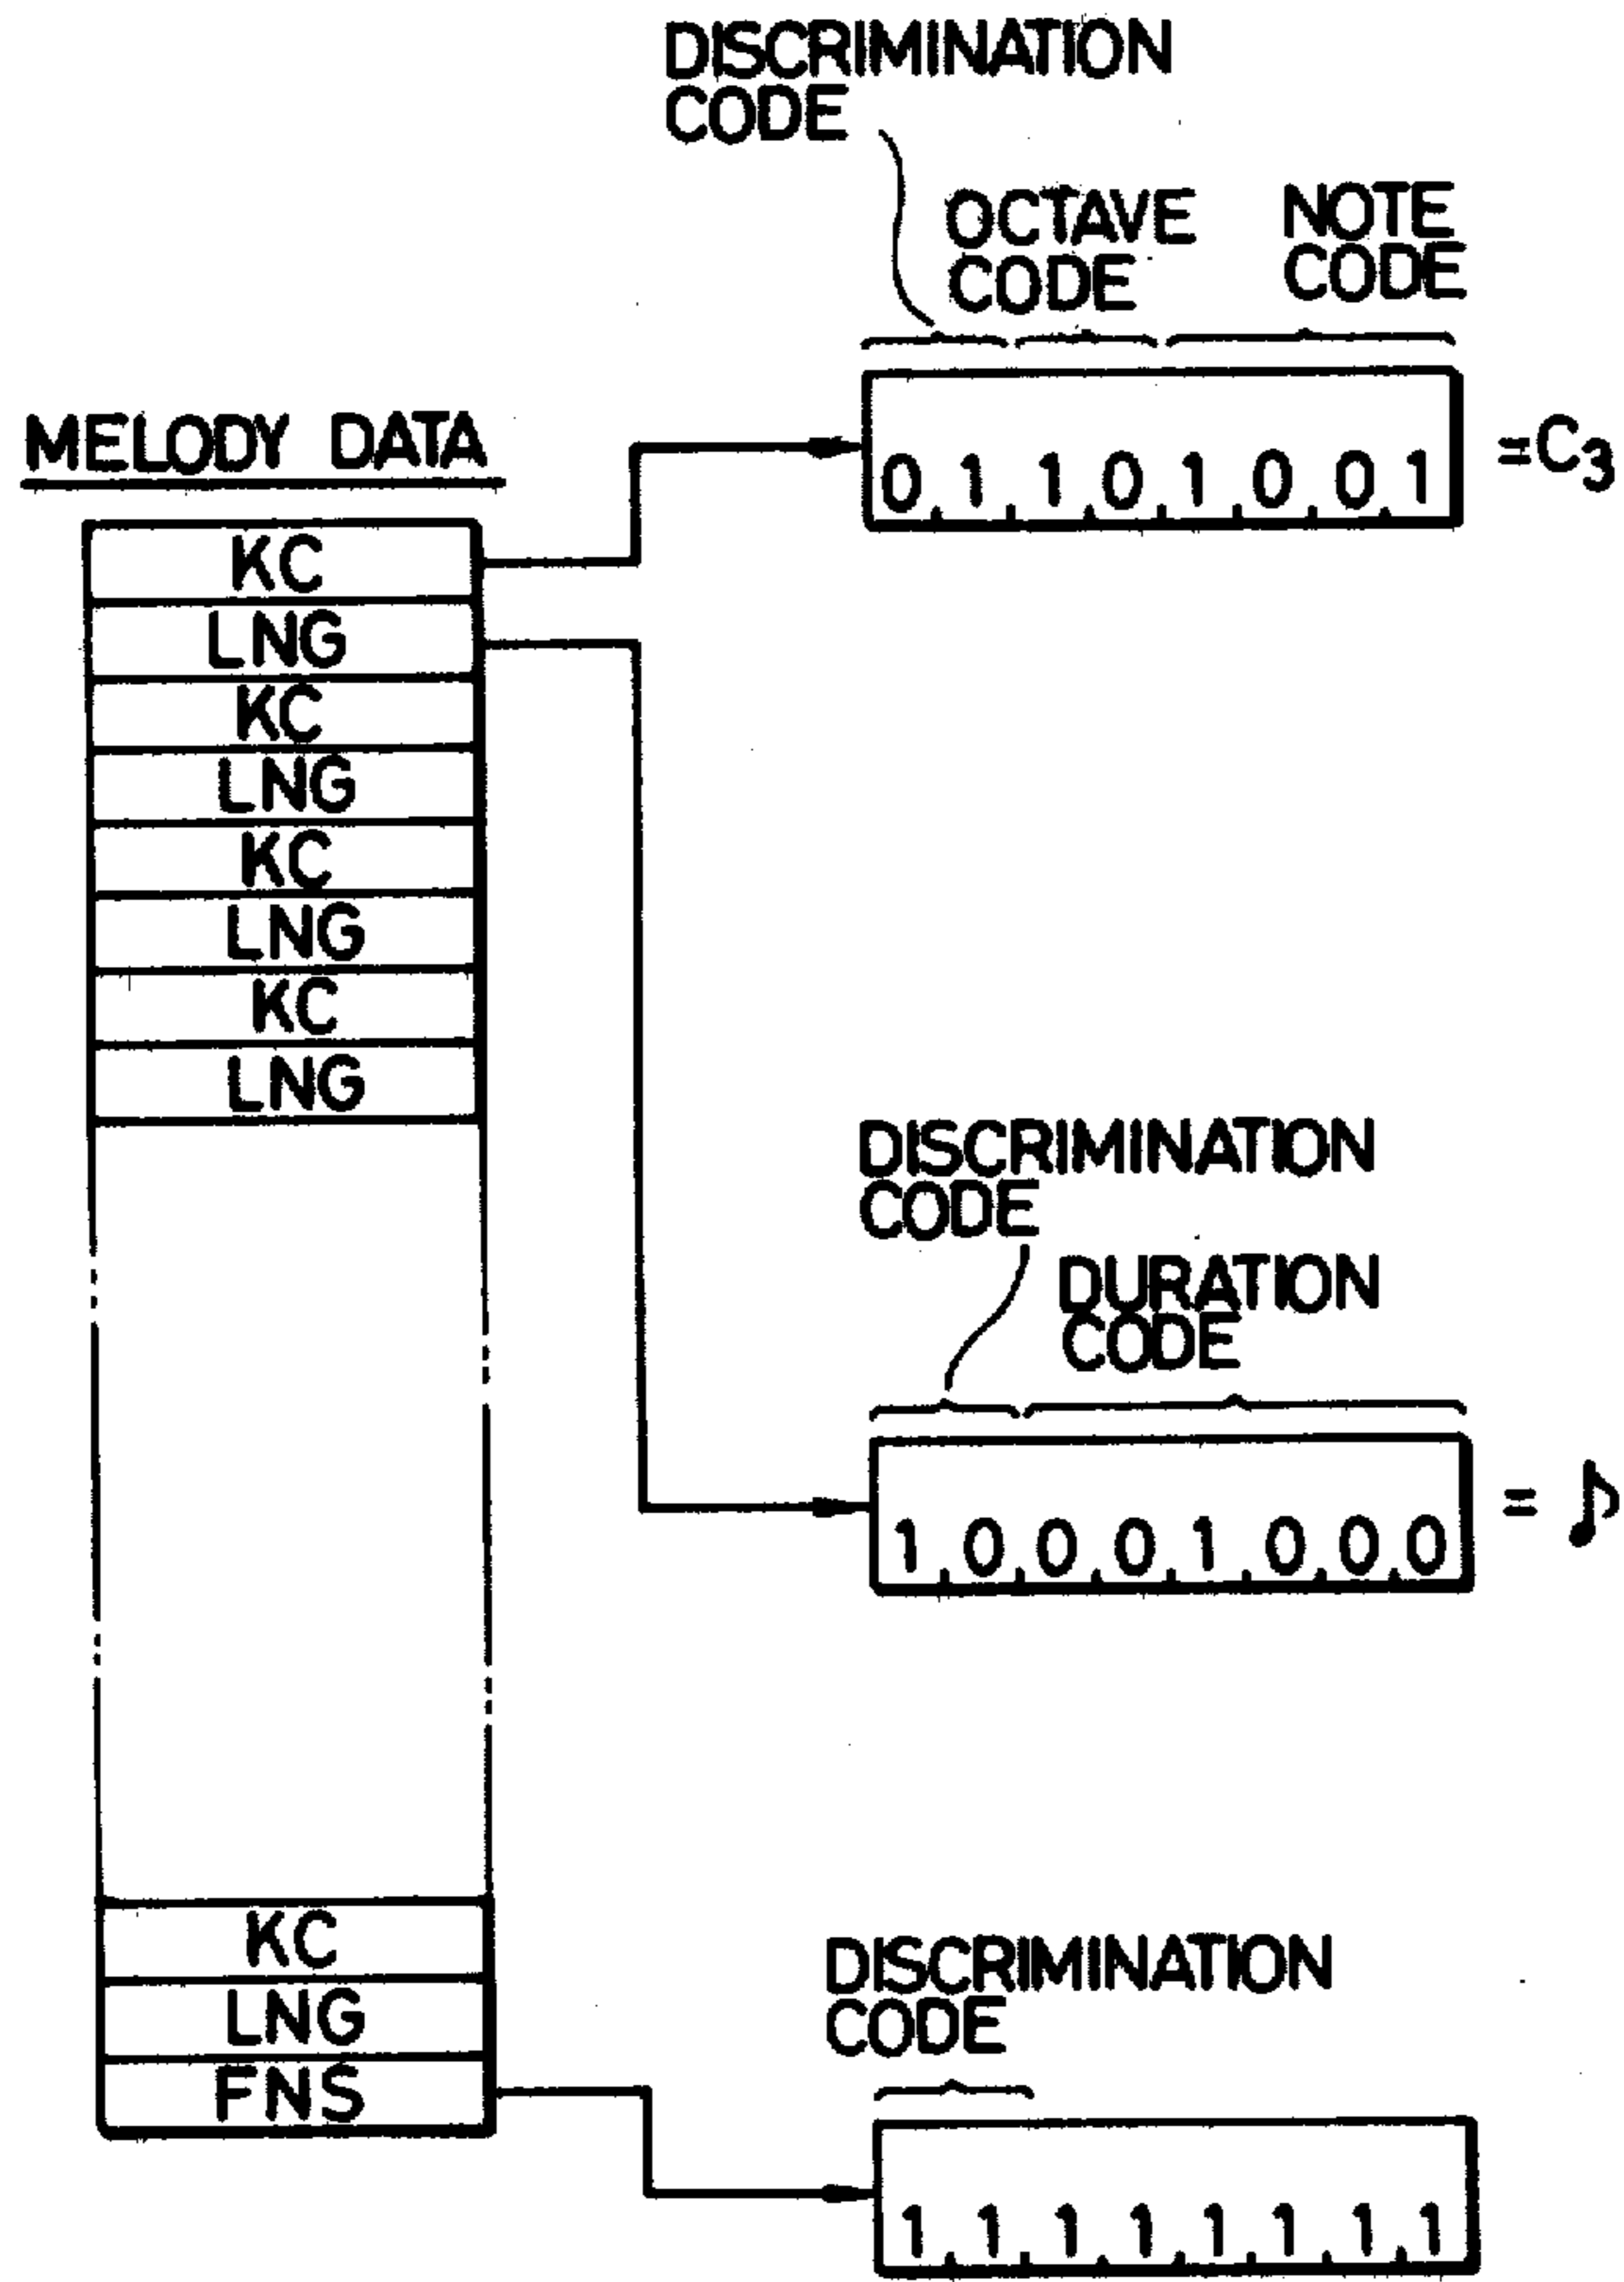 DISCRIMINATION
CODE
OCTAVE
CODE
NOTE
CODE
0 1 1 0 1 0 0 1
=C3
MELODY DATA
KC
LNG
KC
LNG
KC
LNG
KC
LNG
DISCRIMINATION
CODE
DURATION
CODE
1 0 0 0 1 0 0 0
= ♪
KC
LNG
FNS
DISCRIMINATION
CODE
1 1 1 1 1 1 1 1